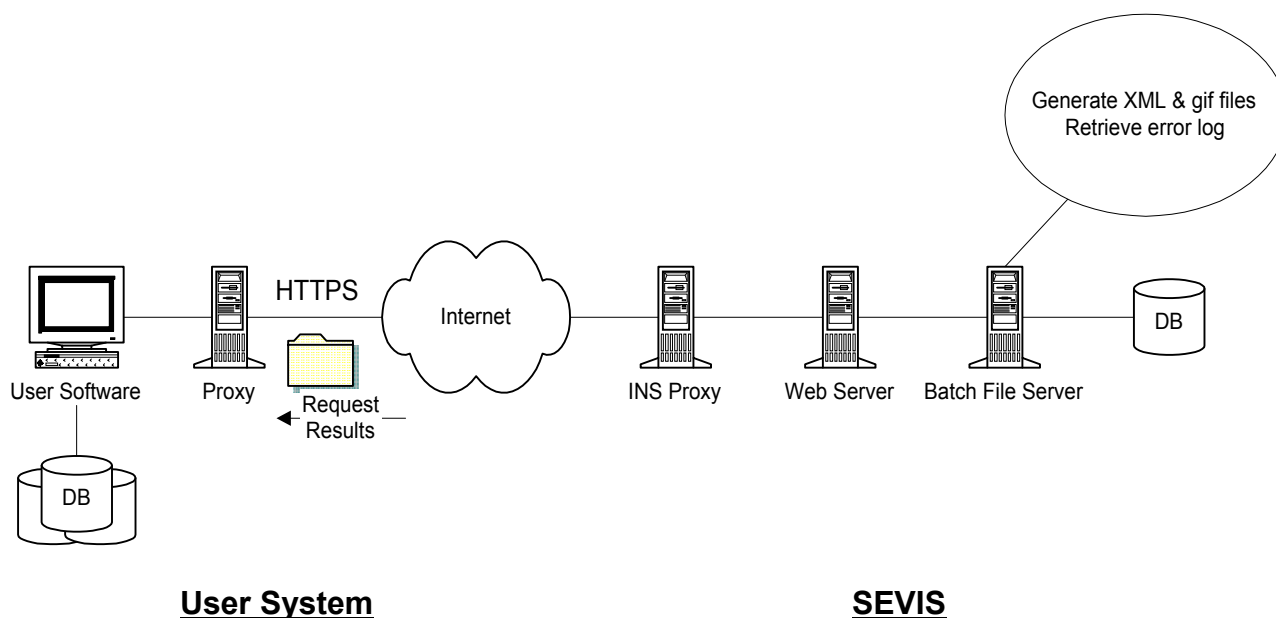 Generate XML & gif files
Retrieve error log
HTTPS
Internet
DB
User Software
Proxy
Request
Results
INS Proxy
Web Server
Batch File Server
DB
User System
SEVIS